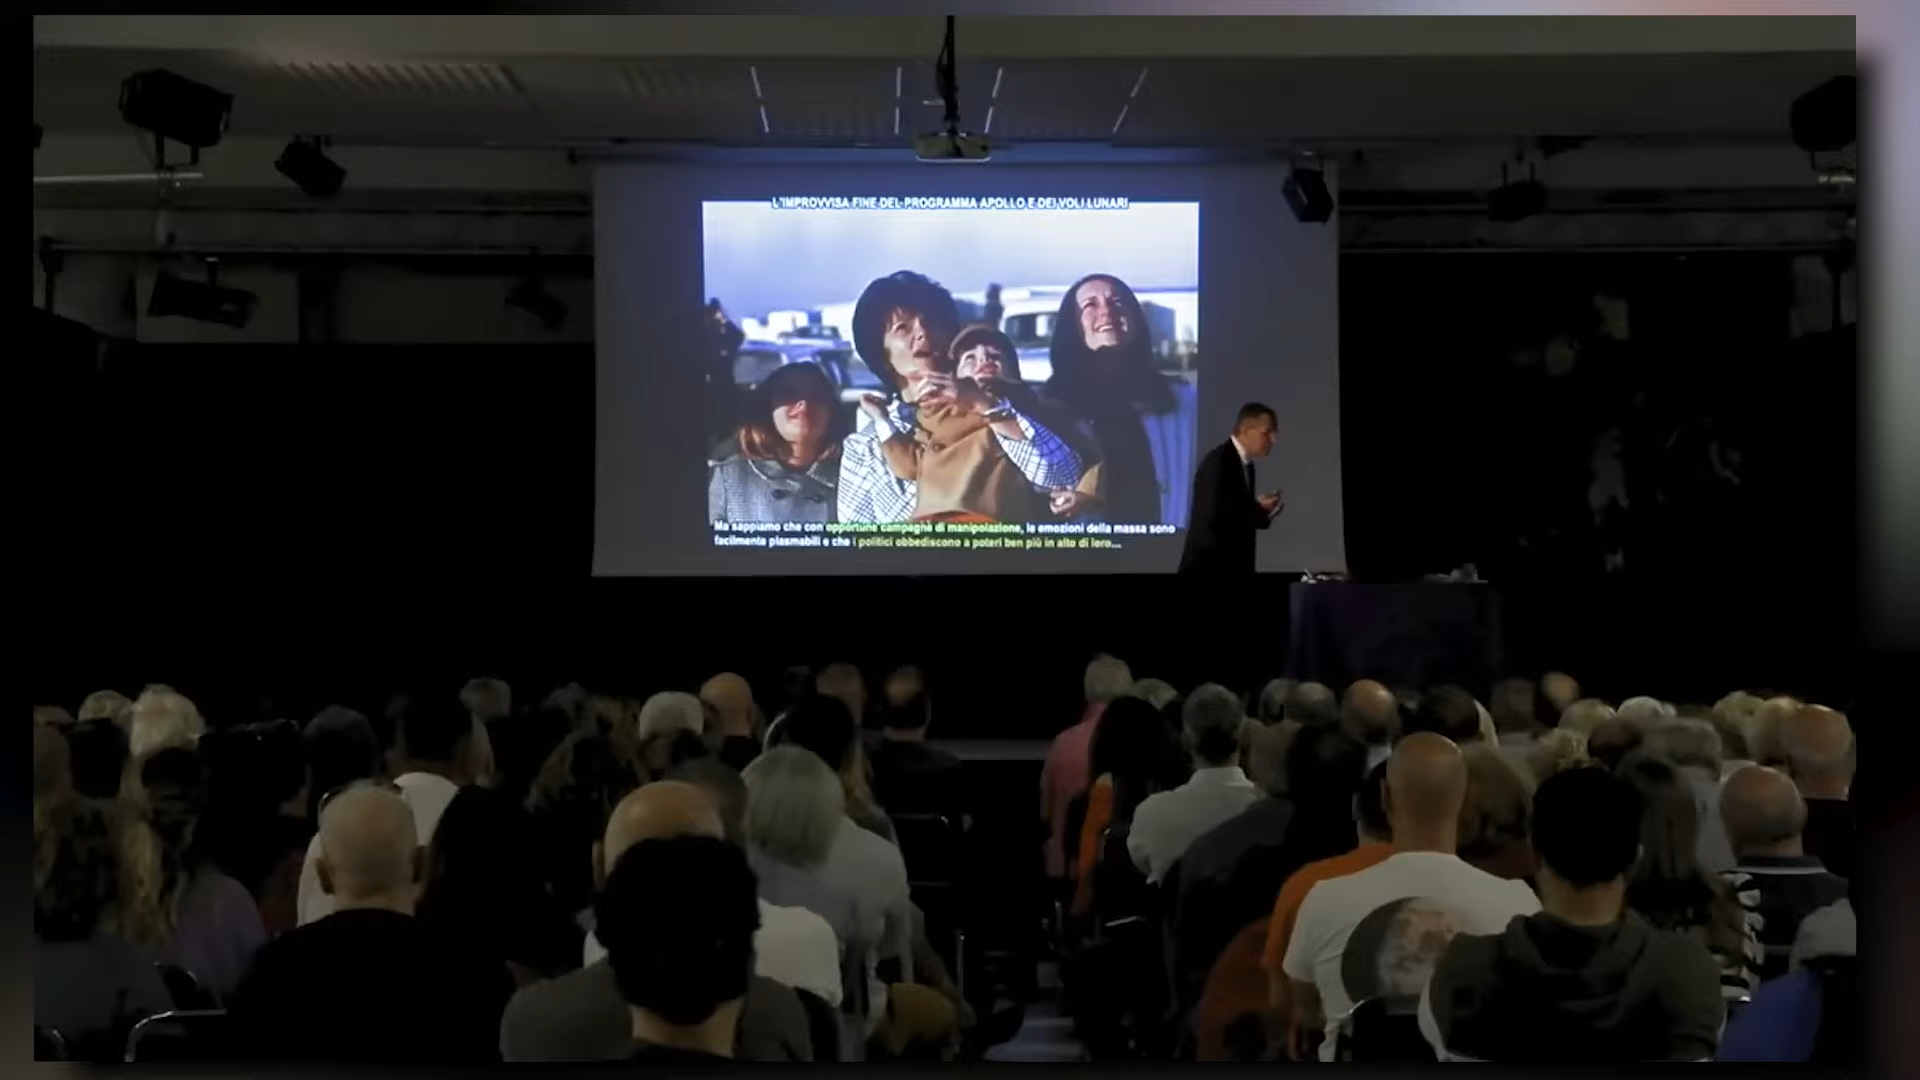 L'IMPROVVISA FINE DEL PROGRAMMA APOLLO E DEI VOLI LUNARI
Ma sappiamo che con opportune campagne di manipolazione, le emozioni della massa sono
facilmente plasmabili e che i politici obbediscono a poteri ben più in alto di loro...